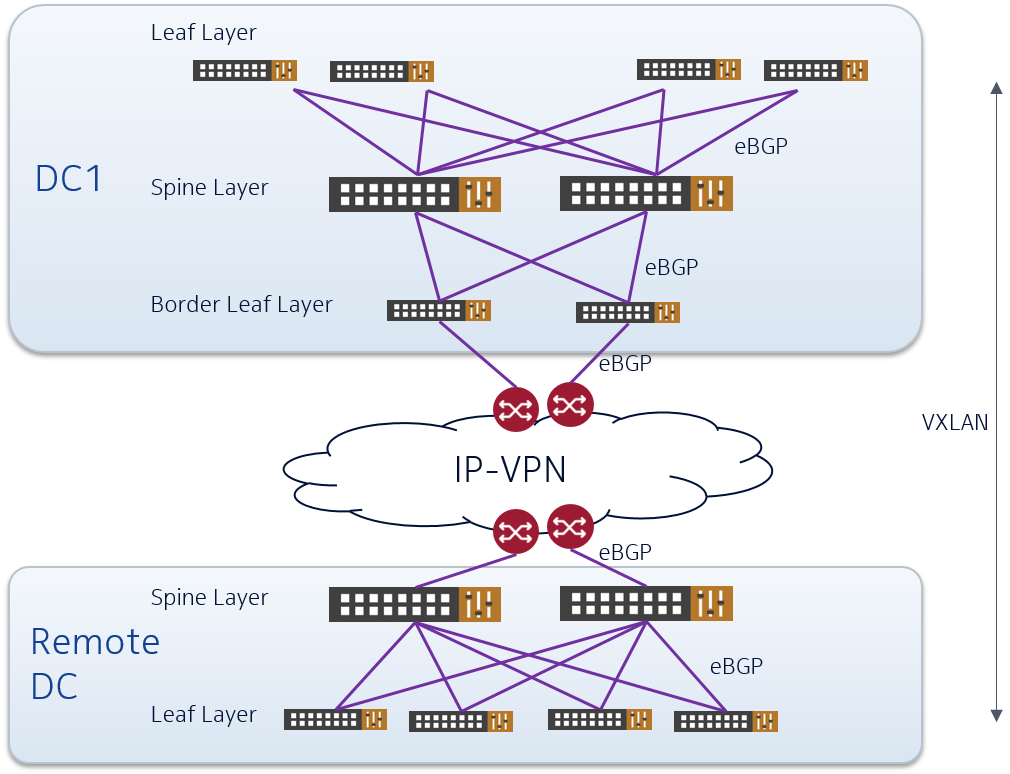 Leaf Layer
eBGP
DC1
Spine Layer
eBGP
Border Leaf Layer
eBGP
VXLAN
IP-VPN
eBGP
Spine Layer
Remote
DC
eBGP
Leaf Layer